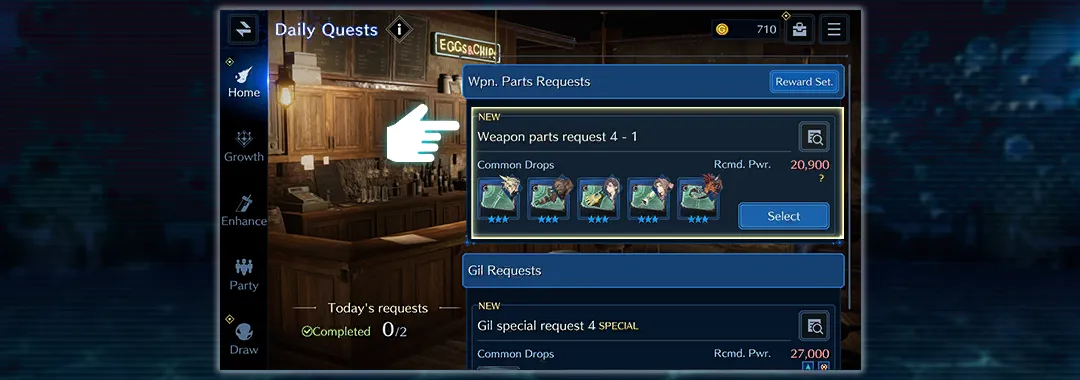 Daily Quests
i
710
EGGS&CHIPS
Home
Growth
Enhance
Party
Draw
Wpn. Parts Requests
Reward Set.
NEW
Weapon parts request 4 - 1
Common Drops
Rcmd. Pwr. 20,900
?
Select
Today's requests
Completed 0/2
Gil Requests
NEW
Gil special request 4 SPECIAL
Common Drops
Rcmd. Pwr. 27,000